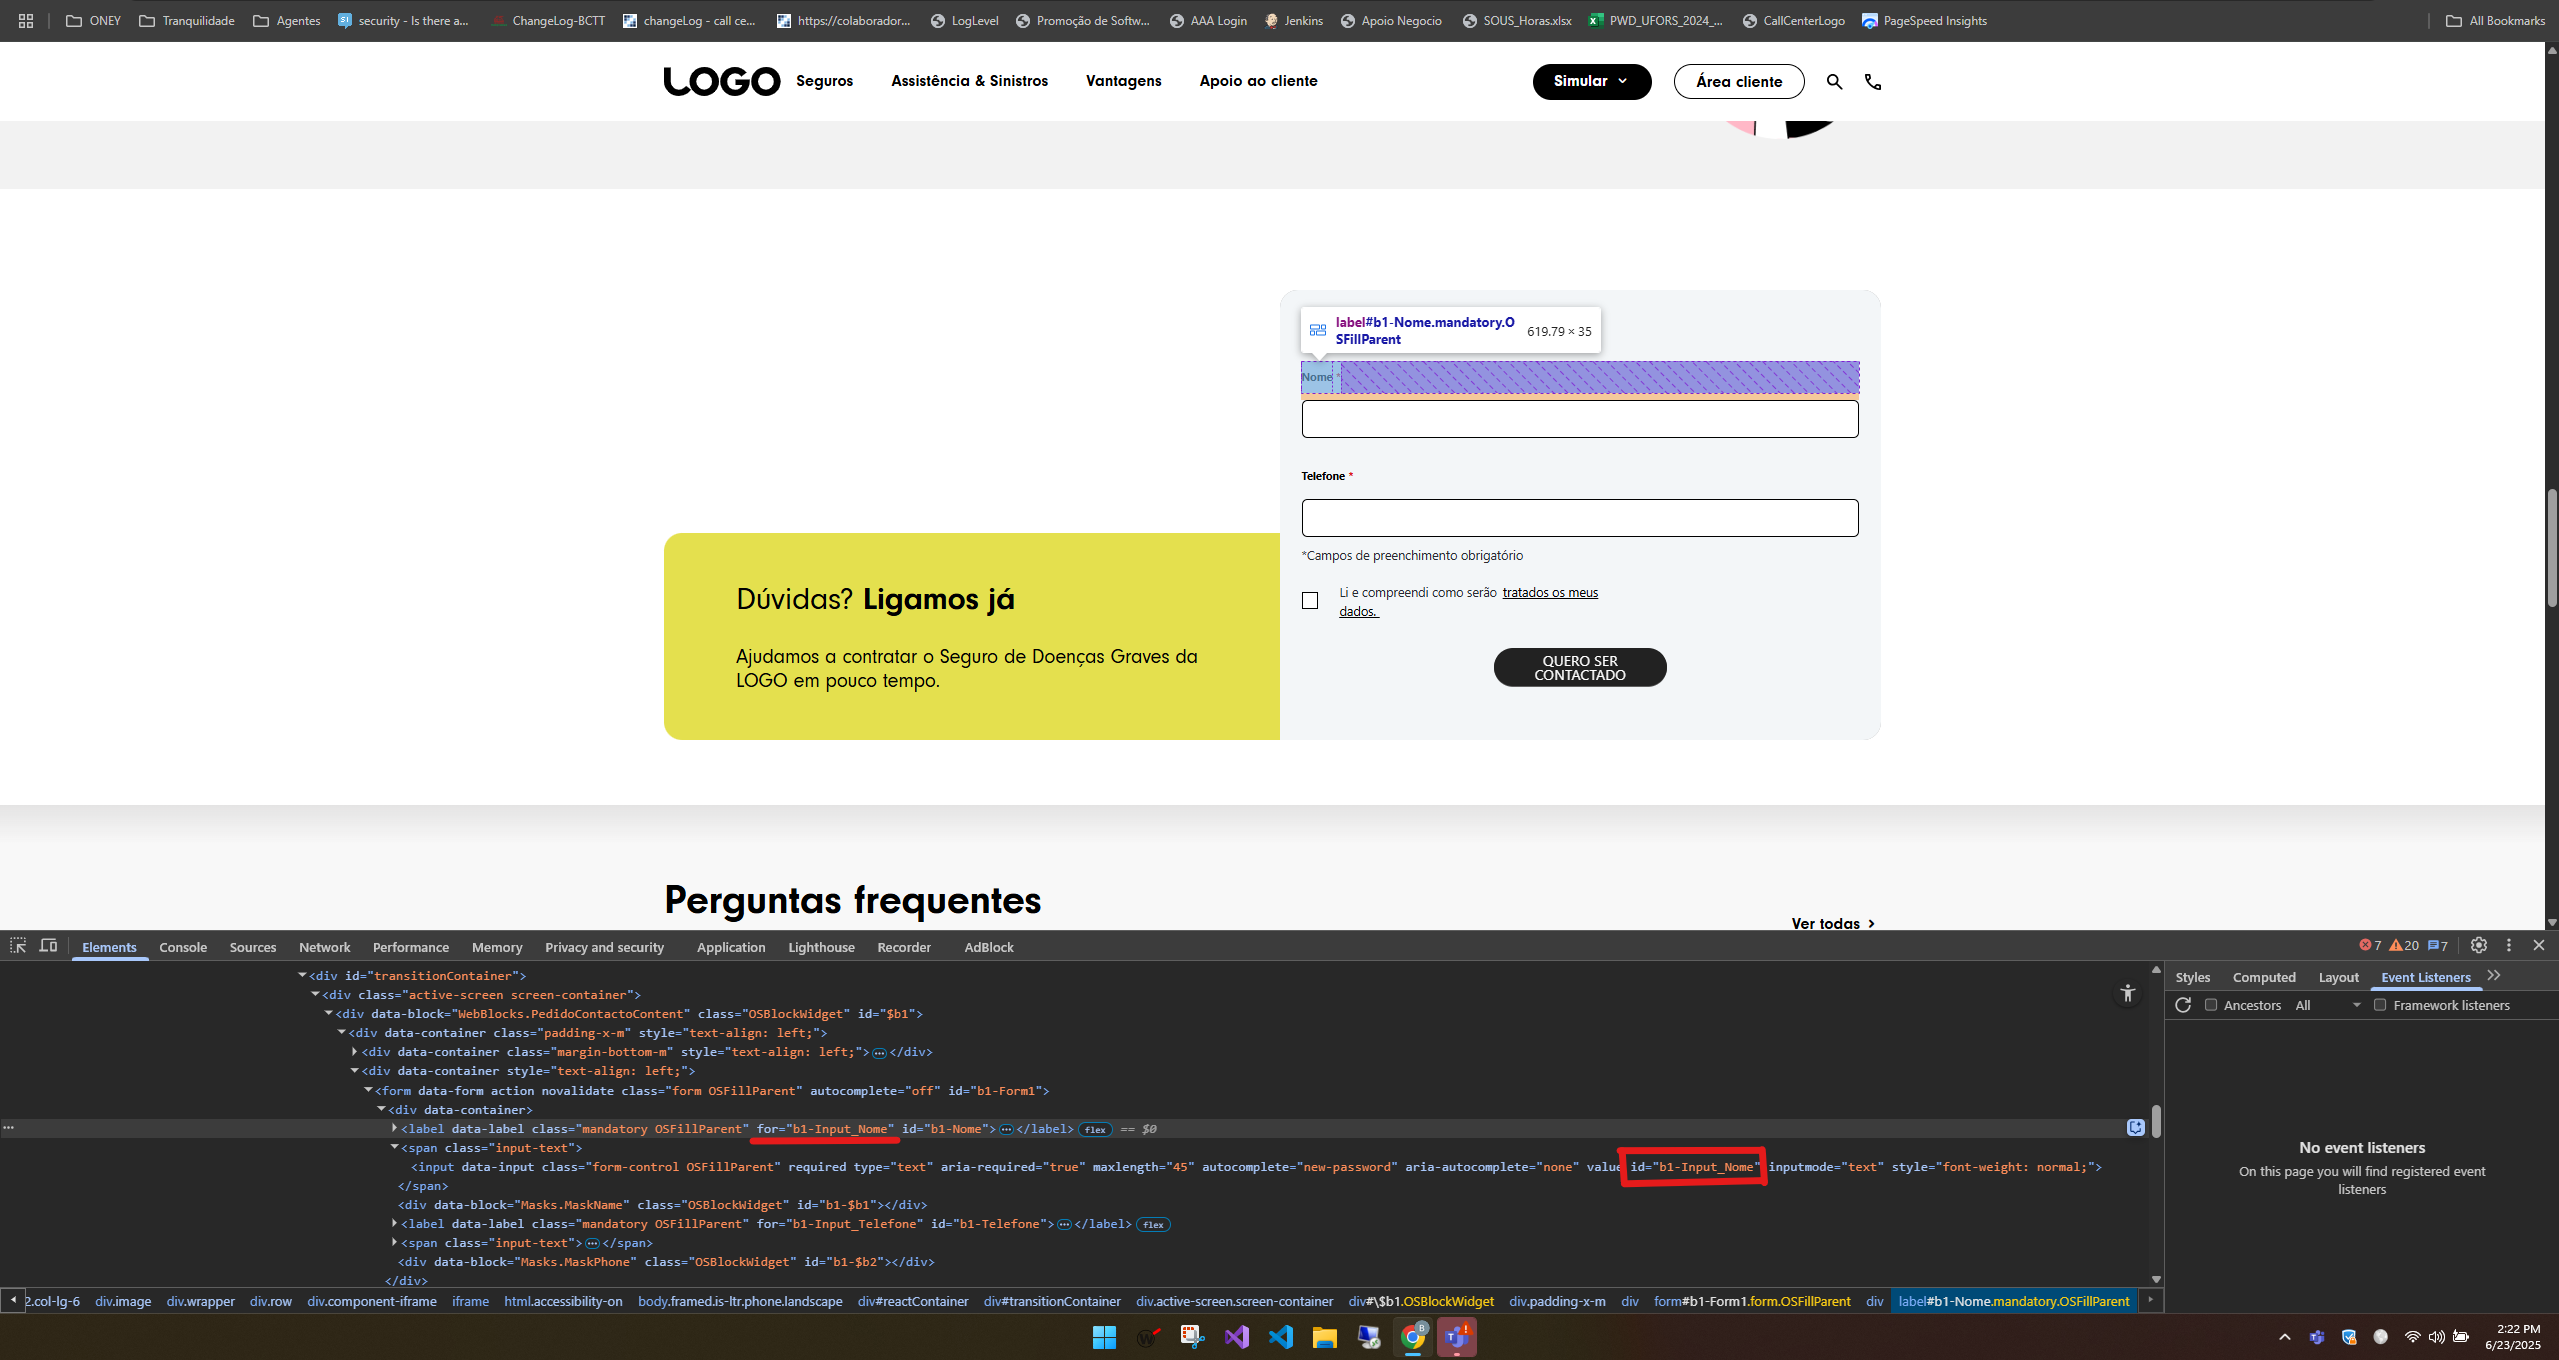 ONEY Tranquilidade Agentes security - Is there a... ChangeLog-BCTT changeLog - call ce... https://colaborador... LogLevel Promoção de Softw... AAA Login Jenkins Apoio Negocio SOUS_Horas.xlsx PWD_UFORS_2024_... CallCenterLogo PageSpeed Insights All Bookmarks
LOGO Seguros Assistência & Sinistros Vantagens Apoio ao cliente Simular Área cliente
label#b1-Nome.mandatory.O
SFillParent
619.79 × 35
Nome *
Telefone *
*Campos de preenchimento obrigatório
Li e compreendi como serão tratados os meus
dados.
QUERO SER
CONTACTADO
Dúvidas? Ligamos já
Ajudamos a contratar o Seguro de Doenças Graves da
LOGO em pouco tempo.
Perguntas frequentes
Ver todas >
Elements Console Sources Network Performance Memory Privacy and security Application Lighthouse Recorder AdBlock 7 20 7
<div id="transitionContainer">
<div class="active-screen screen-container">
<div data-block="WebBlocks.PedidoContactoContent" class="OSBlockWidget" id="$b1">
<div data-container class="padding-x-m" style="text-align: left;">
<div data-container class="margin-bottom-m" style="text-align: left;">…</div>
<div data-container style="text-align: left;">
<form data-form action novalidate class="form OSFillParent" autocomplete="off" id="b1-Form1">
<div data-container>
… <label data-label class="mandatory OSFillParent" for="b1-Input_Nome" id="b1-Nome">…</label> flex == $0
<span class="input-text">
<input data-input class="form-control OSFillParent" required type="text" aria-required="true" maxlength="45" autocomplete="new-password" aria-autocomplete="none" value id="b1-Input_Nome" inputmode="text" style="font-weight: normal;">
</span>
<div data-block="Masks.MaskName" class="OSBlockWidget" id="b1-$b1"></div>
<label data-label class="mandatory OSFillParent" for="b1-Input_Telefone" id="b1-Telefone">…</label> flex
<span class="input-text">…</span>
<div data-block="Masks.MaskPhone" class="OSBlockWidget" id="b1-$b2"></div>
</div>
Styles Computed Layout Event Listeners
Ancestors All Framework listeners
No event listeners
On this page you will find registered event
listeners
2.col-lg-6 div.image div.wrapper div.row div.component-iframe iframe html.accessibility-on body.framed.is-ltr.phone.landscape div#reactContainer div#transitionContainer div.active-screen.screen-container div#\$b1.OSBlockWidget div.padding-x-m div form#b1-Form1.form.OSFillParent div label#b1-Nome.mandatory.OSFillParent
2:22 PM
6/23/2025